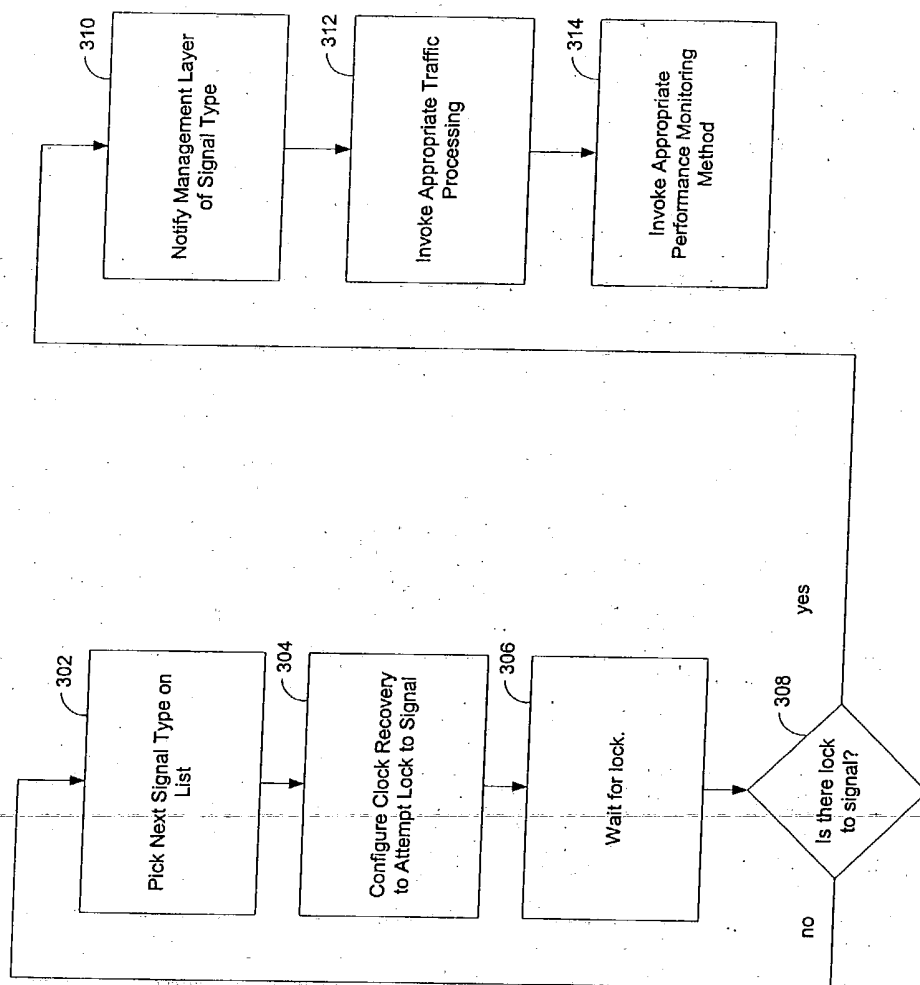 302
Pick Next Signal Type on
List
304
Configure Clock Recovery
to Attempt Lock to Signal
306
Wait for lock.
308
Is there lock
to signal?
no
yes
310
Notify Management Layer
of Signal Type
312
Invoke Appropriate Traffic
Processing
314
Invoke Appropriate
Performance Monitoring
Method